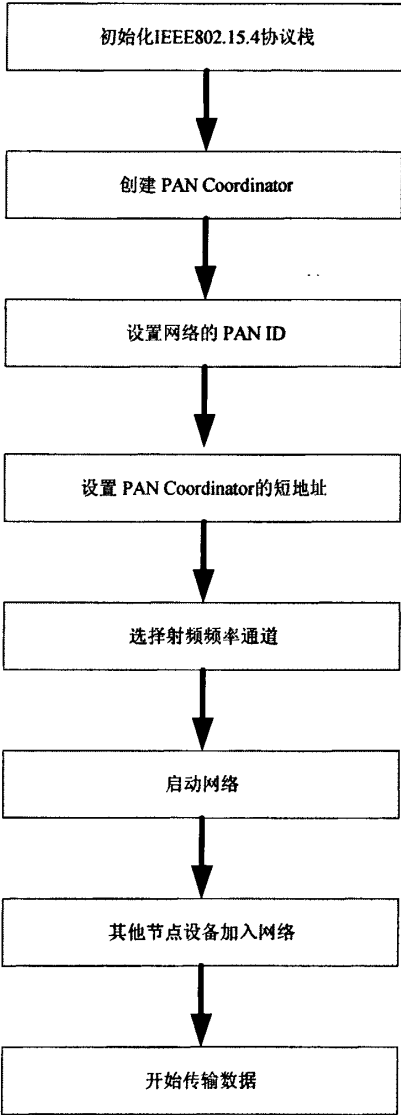 初始化IEEE802.15.4协议栈
创建 PAN Coordinator
设置网络的 PAN ID
设置 PAN Coordinator的短地址
选择射频频率通道
启动网络
其他节点设备加入网络
开始传输数据